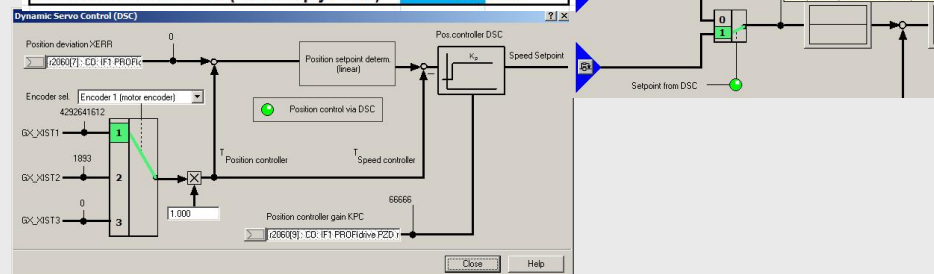 Dynamic Servo Control (DSC)
? ×
Position deviation XERR
0
r2060[7] : CO: IF1 PROFIdr
Position setpoint determ.
(linear)
Pos.controller DSC
Kp
Speed Setpoint
Encoder sel.
Encoder 1 (motor encoder)
Position control via DSC
4292641612
GX_XIST1
1
1893
GX_XIST2
2
0
GX_XIST3
3
T Position controller
T Speed controller
1.000
66666
Position controller gain KPC
r2060[9] : CO: IF1 PROFIdrive PZD r
Close
Help
0
1
Setpoint from DSC